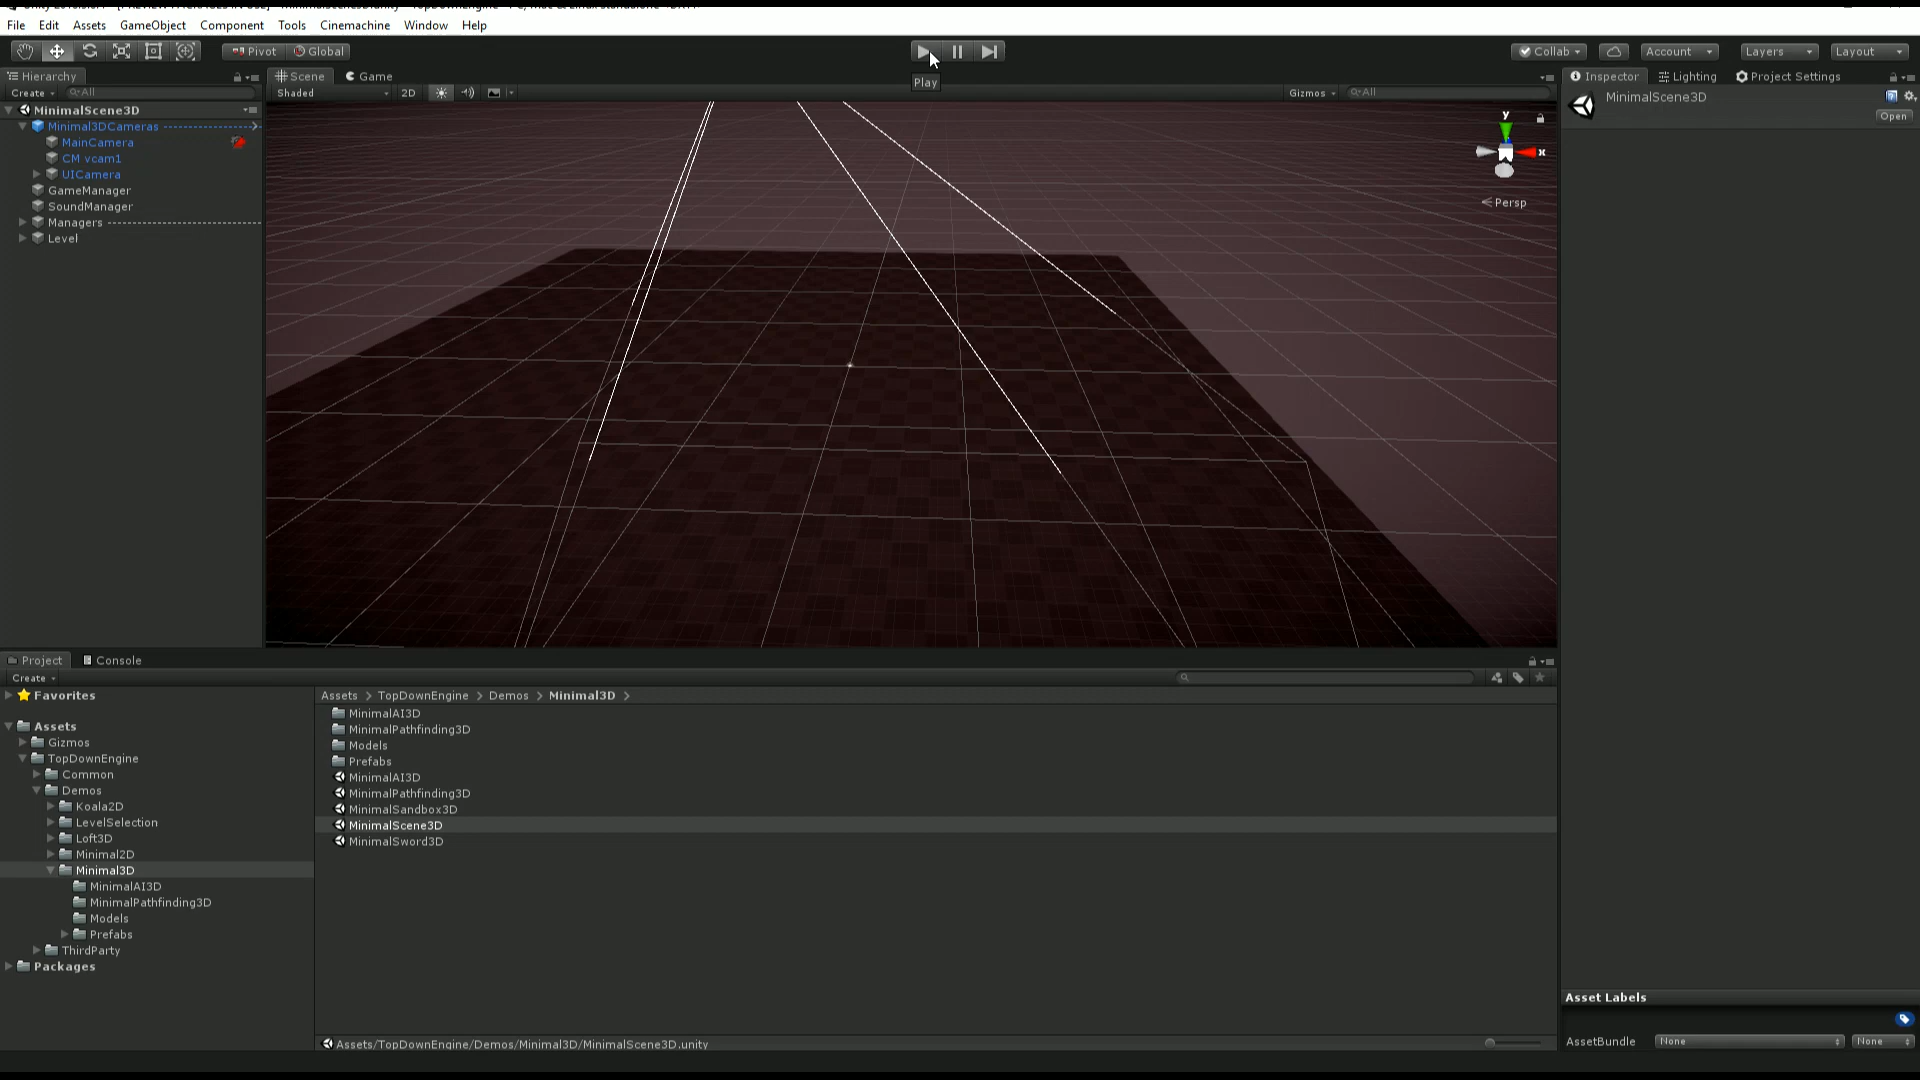 File Edit Assets GameObject Component Tools Cinemachine Window Help
Pivot Global Collab Account Layers Layout
Play
Hierarchy
Create All
MinimalScene3D
Minimal3DCameras
MainCamera
CM vcam1
UICamera
GameManager
SoundManager
Managers
Level
Scene Game
Shaded 2D Gizmos All
y
x
Persp
Inspector Lighting Project Settings
MinimalScene3D
Open
Project Console
Create
Favorites
Assets
Gizmos
TopDownEngine
Common
Demos
Koala2D
LevelSelection
Loft3D
Minimal2D
Minimal3D
MinimalAI3D
MinimalPathfinding3D
Models
Prefabs
ThirdParty
Packages
Assets > TopDownEngine > Demos > Minimal3D >
MinimalAI3D
MinimalPathfinding3D
Models
Prefabs
MinimalAI3D
MinimalPathfinding3D
MinimalSandbox3D
MinimalScene3D
MinimalSword3D
Assets/TopDownEngine/Demos/Minimal3D/MinimalScene3D.unity
Asset Labels
AssetBundle None None